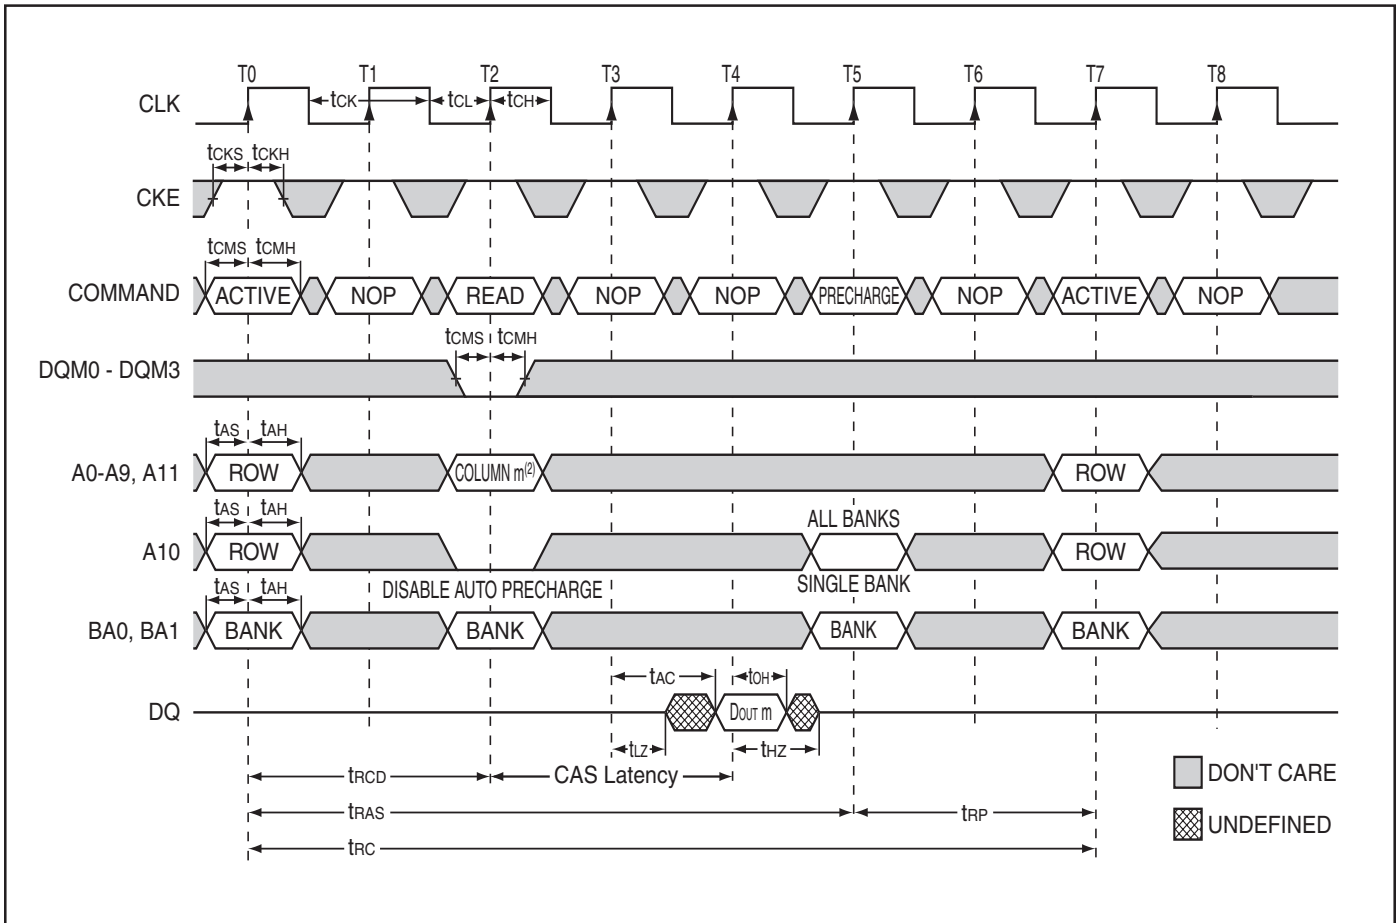 T0 T1 T2 T3 T4 T5 T6 T7 T8
CLK tCK tCL tCH
tCKS tCKH
CKE
tCMS tCMH
COMMAND ACTIVE NOP READ NOP NOP PRECHARGE NOP ACTIVE NOP
tCMS tCMH
DQM0 - DQM3
tAS tAH
A0-A9, A11 ROW COLUMN m(2) ROW
tAS tAH ALL BANKS
A10 ROW ROW
tAS tAH DISABLE AUTO PRECHARGE SINGLE BANK
BA0, BA1 BANK BANK BANK BANK
tAC tOH
DQ DOUT m
tLZ tHZ
tRCD CAS Latency DON'T CARE
tRAS tRP
UNDEFINED
tRC